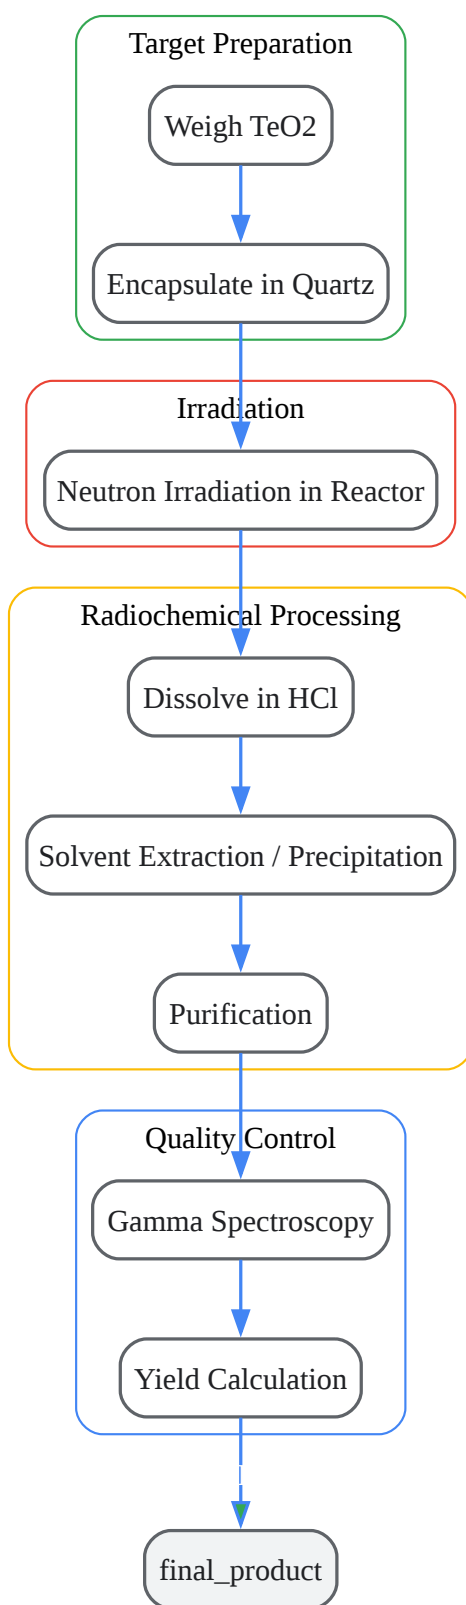 Target Preparation
Weigh TeO2
Encapsulate in Quartz
Irradiation
Neutron Irradiation in Reactor
Radiochemical Processing
Dissolve in HCl
Solvent Extraction / Precipitation
Purification
Quality Control
Gamma Spectroscopy
Yield Calculation
final_product